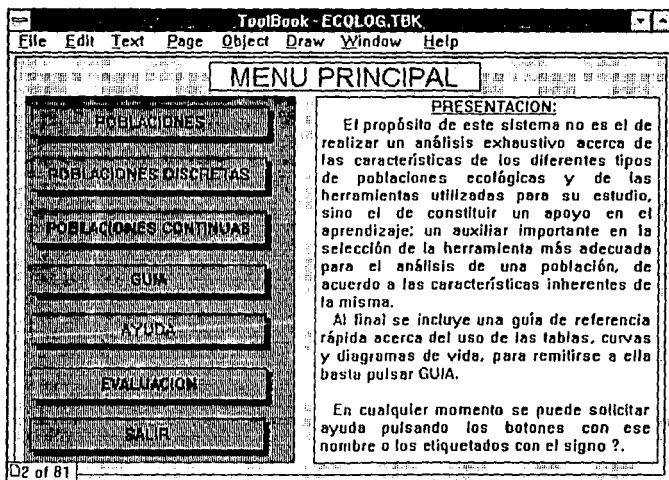 ToolBook - ECOLOG.TBK
File Edit Text Page Object Draw Window Help
MENU PRINCIPAL
POBLACIONES
POBLACIONES DISCRETAS
POBLACIONES CONTINUAS
GUIA
AYUDA
EVALUACION
SALIR
PRESENTACION:
El propósito de este sistema no es el de
realizar un análisis exhaustivo acerca de
las características de los diferentes tipos
de poblaciones ecológicas y de las
herramientas utilizadas para su estudio,
sino el de constituir un apoyo en el
aprendizaje; un auxiliar importante en la
selección de la herramienta más adecuada
para el análisis de una población, de
acuerdo a las características inherentes de
la misma.
Al final se incluye una guía de referencia
rápida acerca del uso de las tablas, curvas
y diagramas de vida, para remitirse a ella
basta pulsar GUIA.
En cualquier momento se puede solicitar
ayuda pulsando los botones con ese
nombre o los etiquetados con el signo ?.
2 of 81